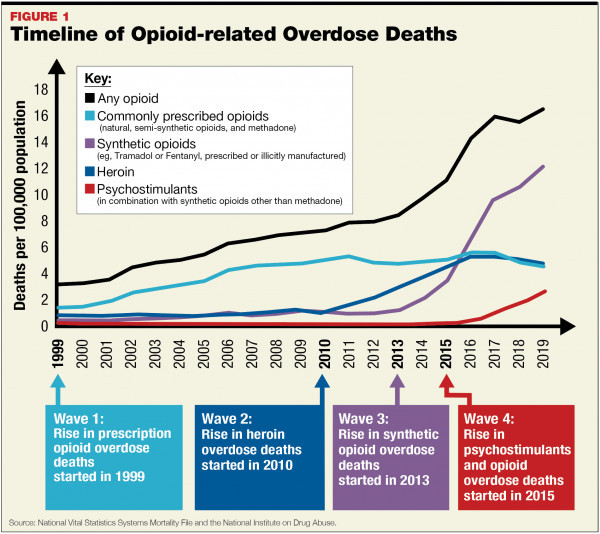 FIGURE 1
Timeline of Opioid-related Overdose Deaths
Key:
Any opioid
Commonly prescribed opioids
(natural, semi-synthetic opioids, and methadone)
Synthetic opioids
(eg, Tramadol or Fentanyl, prescribed or illicitly manufactured)
Heroin
Psychostimulants
(in combination with synthetic opioids other than methadone)
Deaths per 100,000 population
18
16
14
12
10
8
6
4
2
0
1999
2000
2001
2002
2003
2004
2005
2006
2007
2008
2009
2010
2011
2012
2013
2014
2015
2016
2017
2018
2019
Wave 1:
Rise in prescription
opioid overdose
deaths
started in 1999
Wave 2:
Rise in heroin
overdose deaths
started in 2010
Wave 3:
Rise in synthetic
opioid overdose
deaths
started in 2013
Wave 4:
Rise in
psychostimulants
and opioid
overdose deaths
started in 2015
Source: National Vital Statistics Systems Mortality File and the National Institute on Drug Abuse.